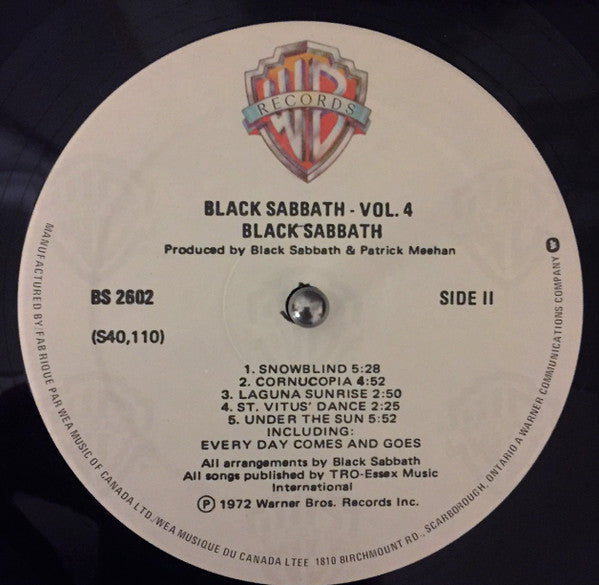 WB
RECORDS
BLACK SABBATH - VOL. 4
BLACK SABBATH
Produced by Black Sabbath & Patrick Meehan
BS 2602
SIDE II
(S40,110)
1. SNOWBLIND 5:28
2. CORNUCOPIA 4:52
3. LAGUNA SUNRISE 2:50
4. ST. VITUS' DANCE 2:25
5. UNDER THE SUN 5:52
INCLUDING:
EVERY DAY COMES AND GOES
All arrangements by Black Sabbath
All songs published by TRO-Essex Music
International
Ⓟ 1972 Warner Bros. Records Inc.
MANUFACTURED BY/FABRIQUE PAR WEA MUSIC OF CANADA LTD./WEA MUSIQUE DU CANADA LTEE 1810 BIRCHMOUNT RD., SCARBOROUGH, ONTARIO A WARNER COMMUNICATIONS COMPANY